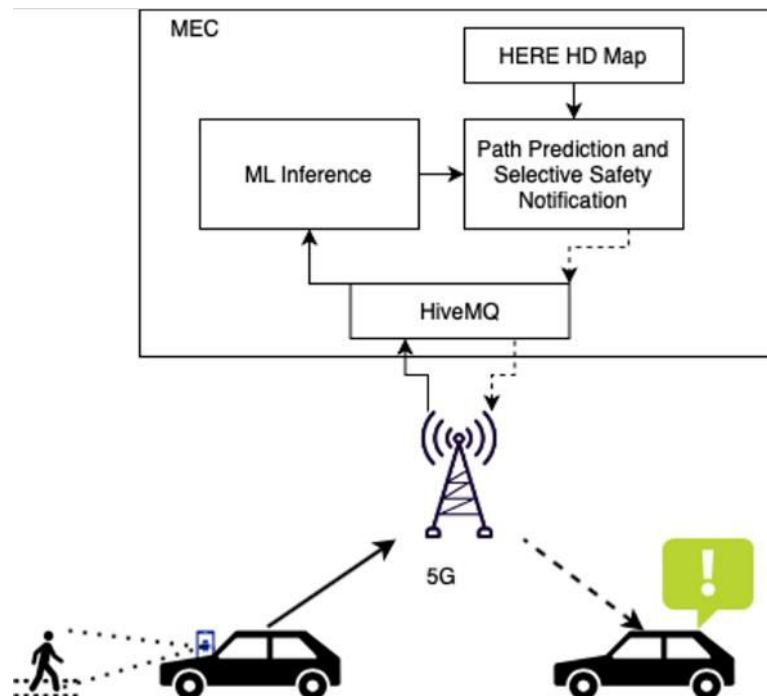 MEC
HERE HD Map
ML Inference
Path Prediction and
Selective Safety
Notification
HiveMQ
5G
!